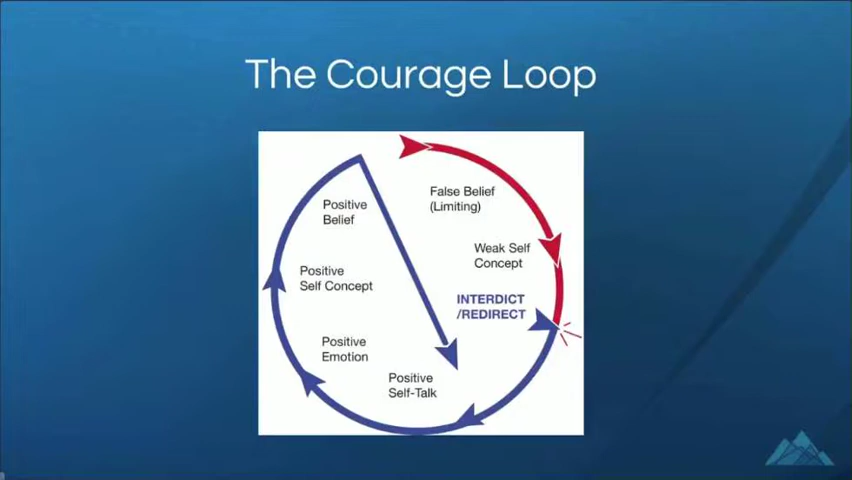 The Courage Loop
False Belief
(Limiting)
Weak Self
Concept
INTERDICT
/REDIRECT
Positive
Self-Talk
Positive
Emotion
Positive
Self Concept
Positive
Belief